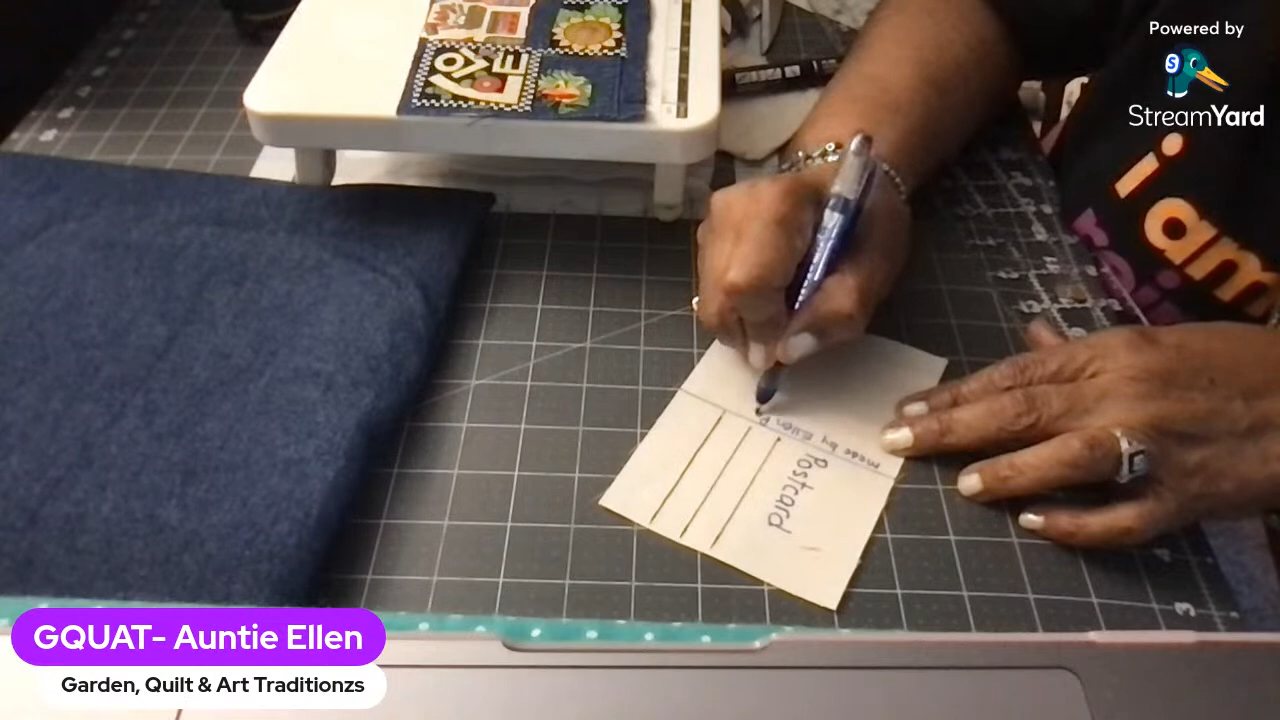 Powered by
StreamYard
LOVE
i am
made by Ellen
Postcard
3
GQUAT- Auntie Ellen
Garden, Quilt & Art Traditionzs